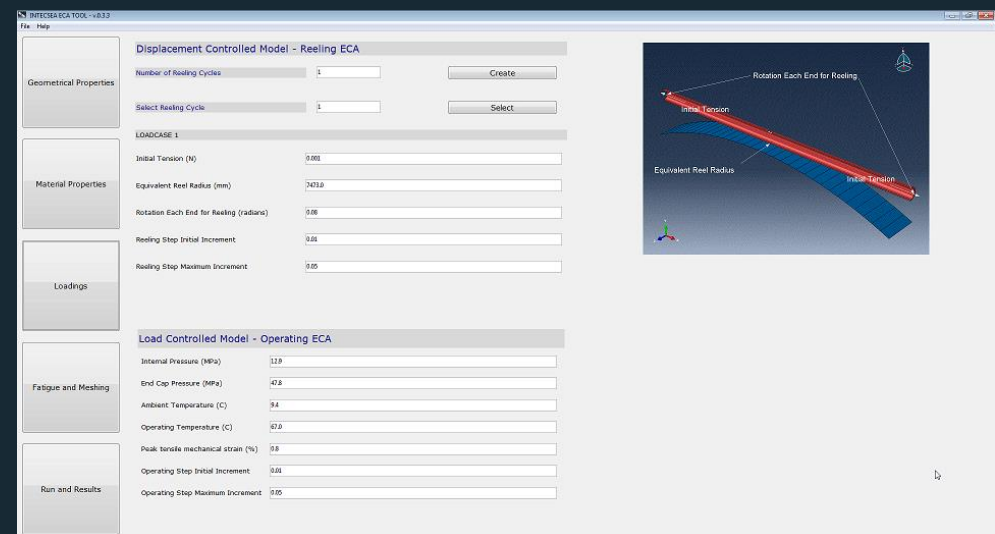 INTECSEA ECA TOOL - v.0.3.3
File Help
Geometrical Properties
Material Properties
Loadings
Fatigue and Meshing
Run and Results
Displacement Controlled Model - Reeling ECA
Number of Reeling Cycles 1 Create
Select Reeling Cycle 1 Select
LOADCASE 1
Initial Tension (N) 0.001
Equivalent Reel Radius (mm) 7473.0
Rotation Each End for Reeling (radians) 0.08
Reeling Step Initial Increment 0.01
Reeling Step Maximum Increment 0.05
Load Controlled Model - Operating ECA
Internal Pressure (MPa) 12.9
End Cap Pressure (MPa) 47.8
Ambient Temperature (C) 9.4
Operating Temperature (C) 67.0
Peak tensile mechanical strain (%) 0.8
Operating Step Initial Increment 0.01
Operating Step Maximum Increment 0.05
Rotation Each End for Reeling
Initial Tension
Equivalent Reel Radius
Initial Tension